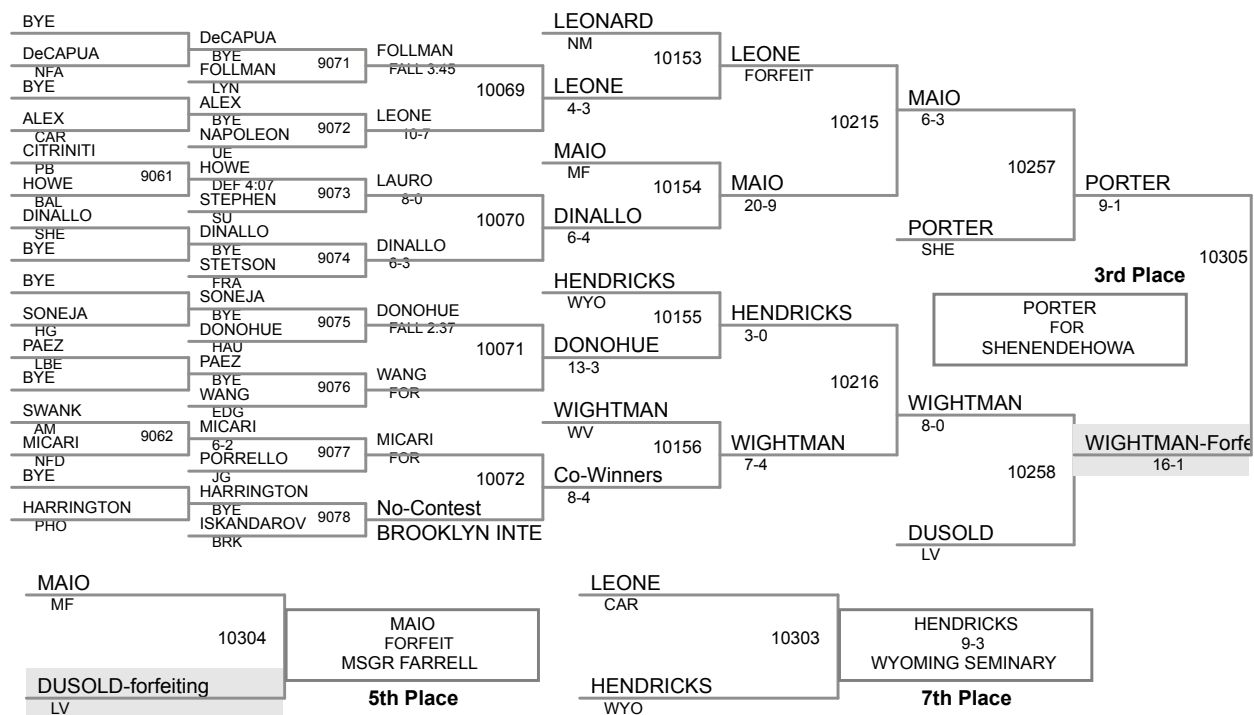 BYE
DeCAPUA
NFA
BYE
ALEX
CAR
CITRINITI
PB
9061
HOWE
BAL
DINALLO
SHE
BYE
BYE
SONEJA
HG
PAEZ
LBE
BYE
SWANK
AM
9062
MICARI
NFD
BYE
HARRINGTON
PHO
DeCAPUA
BYE
9071
FOLLMAN
LYN
ALEX
BYE
9072
NAPOLEON
UE
HOWE
DEF 4:07
9073
STEPHEN
SU
DINALLO
BYE
9074
STETSON
FRA
SONEJA
BYE
9075
DONOHUE
HAU
PAEZ
BYE
9076
WANG
EDG
MICARI
6-2
9077
PORRELLO
JG
HARRINGTON
BYE
9078
ISKANDAROV
BRK
FOLLMAN
FALL 3:45
10069
LEONE
10-7
LAURO
8-0
10070
DINALLO
6-3
DONOHUE
FALL 2:37
10071
WANG
FOR
MICARI
FOR
10072
No-Contest
BROOKLYN INTE
LEONARD
NM
10153
LEONE
4-3
MAIO
MF
10154
DINALLO
6-4
HENDRICKS
WYO
10155
DONOHUE
13-3
WIGHTMAN
WV
10156
Co-Winners
8-4
LEONE
FORFEIT
10215
MAIO
20-9
HENDRICKS
3-0
10216
WIGHTMAN
7-4
MAIO
6-3
10257
PORTER
SHE
WIGHTMAN
8-0
10258
DUSOLD
LV
PORTER
9-1
10305
WIGHTMAN-Forfe
16-1
3rd Place
PORTER
FOR
SHENENDEHOWA
MAIO
MF
10304
DUSOLD-forfeiting
LV
MAIO
FORFEIT
MSGR FARRELL
5th Place
LEONE
CAR
10303
HENDRICKS
WYO
HENDRICKS
9-3
WYOMING SEMINARY
7th Place